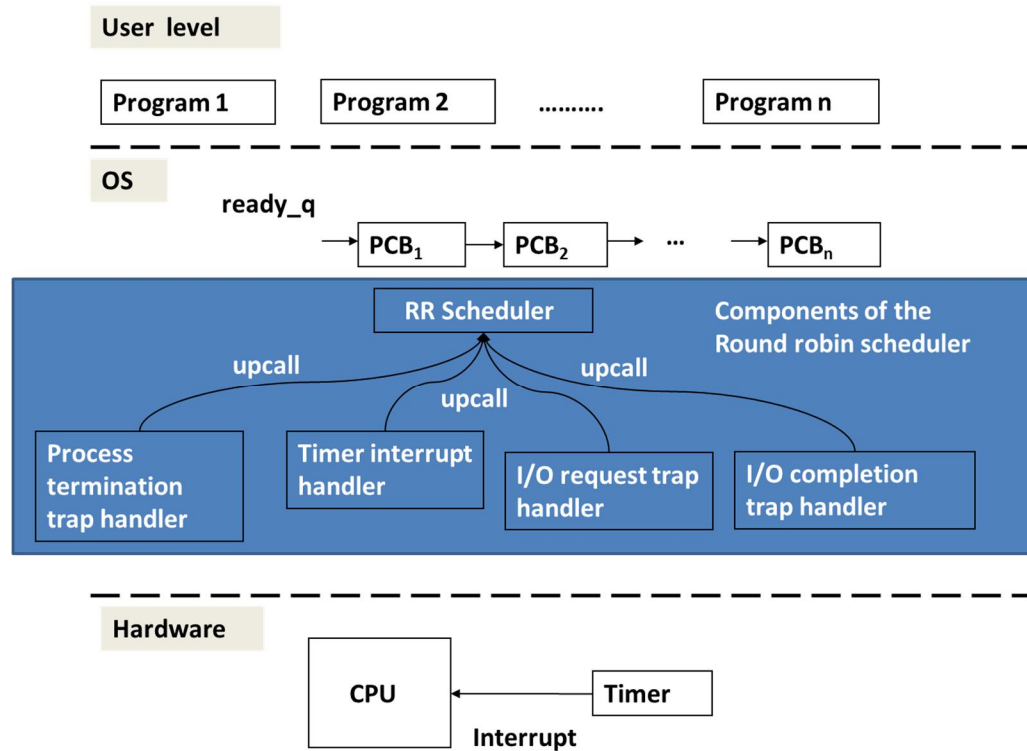 User level
Program 1
Program 2
..........
Program n
OS
ready_q
PCB₁
PCB₂
...
PCBₙ
RR Scheduler
Components of the
Round robin scheduler
upcall
upcall
upcall
Process
termination
trap handler
Timer interrupt
handler
I/O request trap
handler
I/O completion
trap handler
Hardware
CPU
Timer
Interrupt